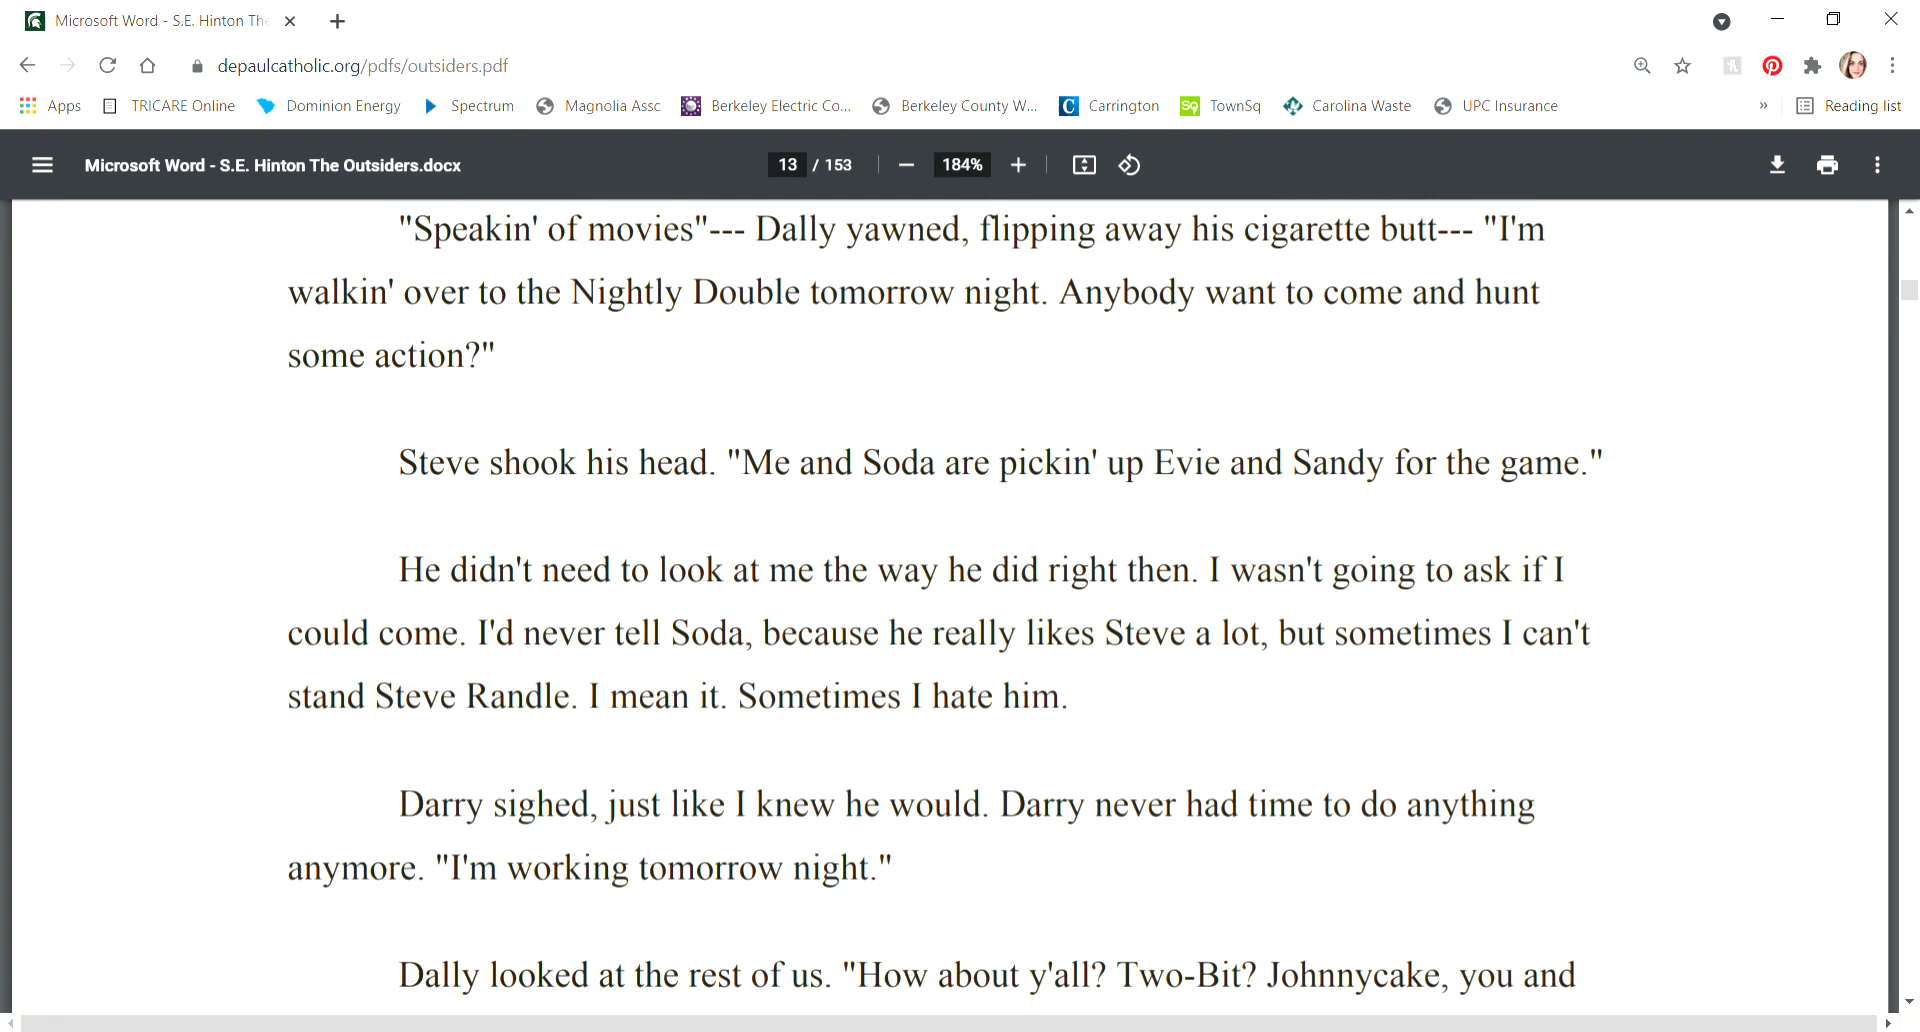 Microsoft Word - S.E. Hinton The
depaulcatholic.org/pdfs/outsiders.pdf
Apps TRICARE Online Dominion Energy Spectrum Magnolia Assc Berkeley Electric Co... Berkeley County W... C Carrington Sq TownSq Carolina Waste UPC Insurance » Reading list
Microsoft Word - S.E. Hinton The Outsiders.docx 13 / 153 184%
"Speakin' of movies"--- Dally yawned, flipping away his cigarette butt--- "I'm
walkin' over to the Nightly Double tomorrow night. Anybody want to come and hunt
some action?"
Steve shook his head. "Me and Soda are pickin' up Evie and Sandy for the game."
He didn't need to look at me the way he did right then. I wasn't going to ask if I
could come. I'd never tell Soda, because he really likes Steve a lot, but sometimes I can't
stand Steve Randle. I mean it. Sometimes I hate him.
Darry sighed, just like I knew he would. Darry never had time to do anything
anymore. "I'm working tomorrow night."
Dally looked at the rest of us. "How about y'all? Two-Bit? Johnnycake, you and